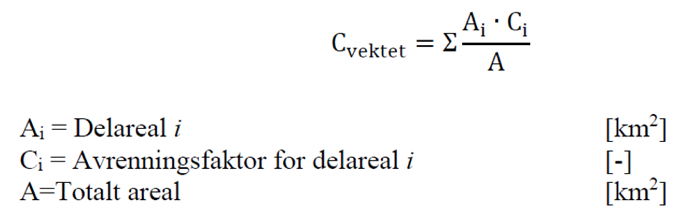 C_vektet = Σ A_i · C_i / A
A_i = Delareal i [km²]
C_i = Avrenningsfaktor for delareal i [-]
A=Totalt areal [km²]